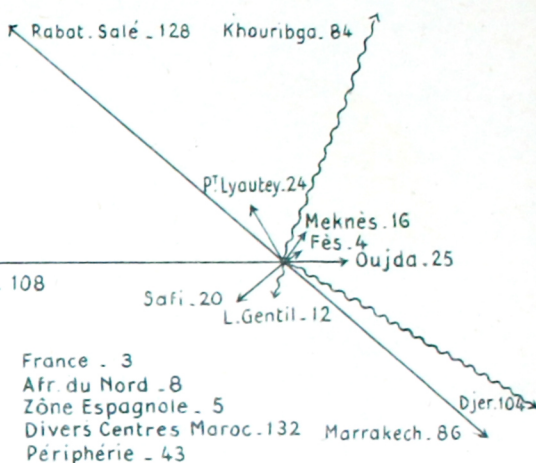 Rabat. Salé - 128
Khouribga. 84
Pᵀ Lyautey. 24
Meknès. 16
Fès. 4
Oujda. 25
108
Safi. 20
L. Gentil. 12
Djer. 104
France - 3
Afr. du Nord - 8
Zône Espagnole - 5
Divers Centres Maroc. 132
Marrakech. 86
Périphérie - 43